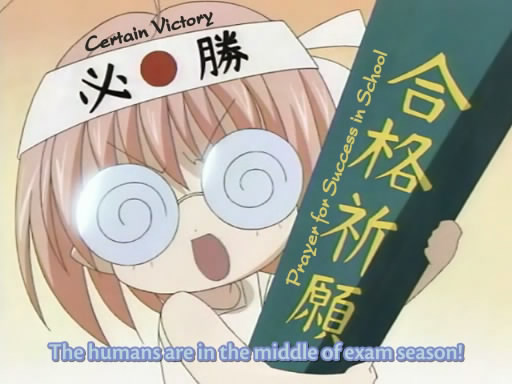 Certain Victory
必勝
合格祈願
Prayer for Success in School
The humans are in the middle of exam season!